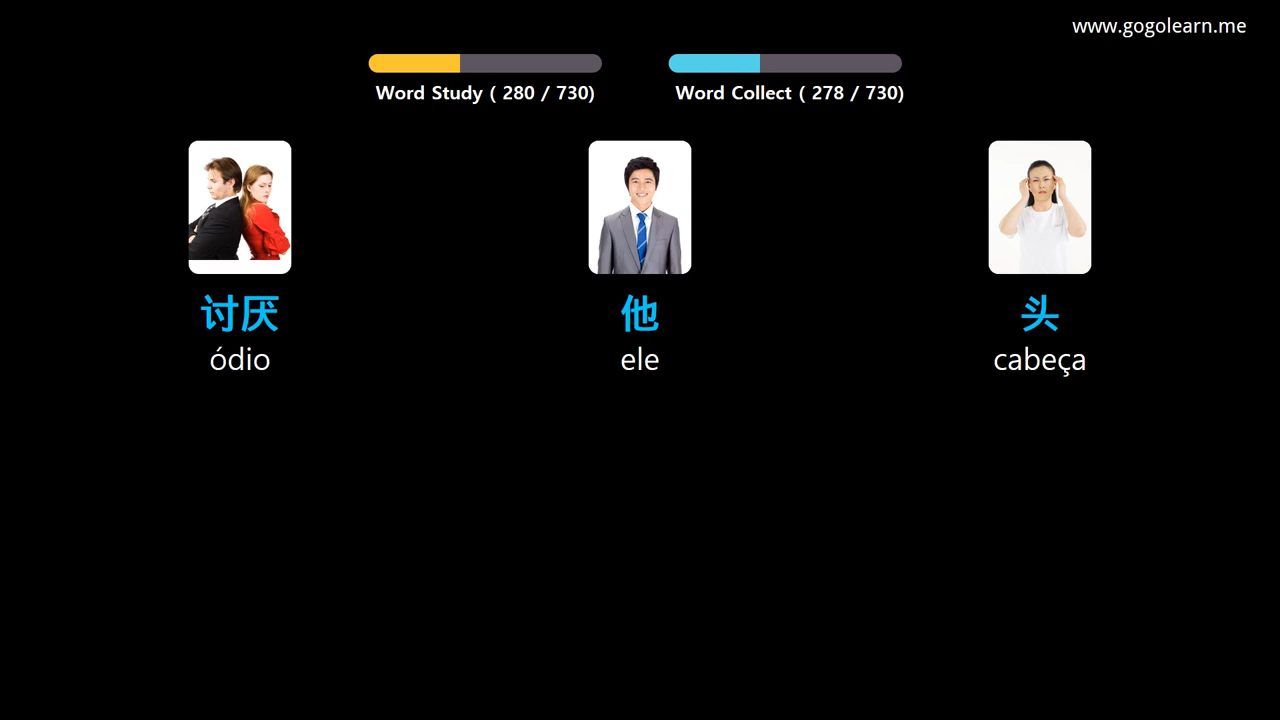 www.gogolearn.me
Word Study ( 280 / 730)
Word Collect ( 278 / 730)
讨厌
ódio
他
ele
头
cabeça